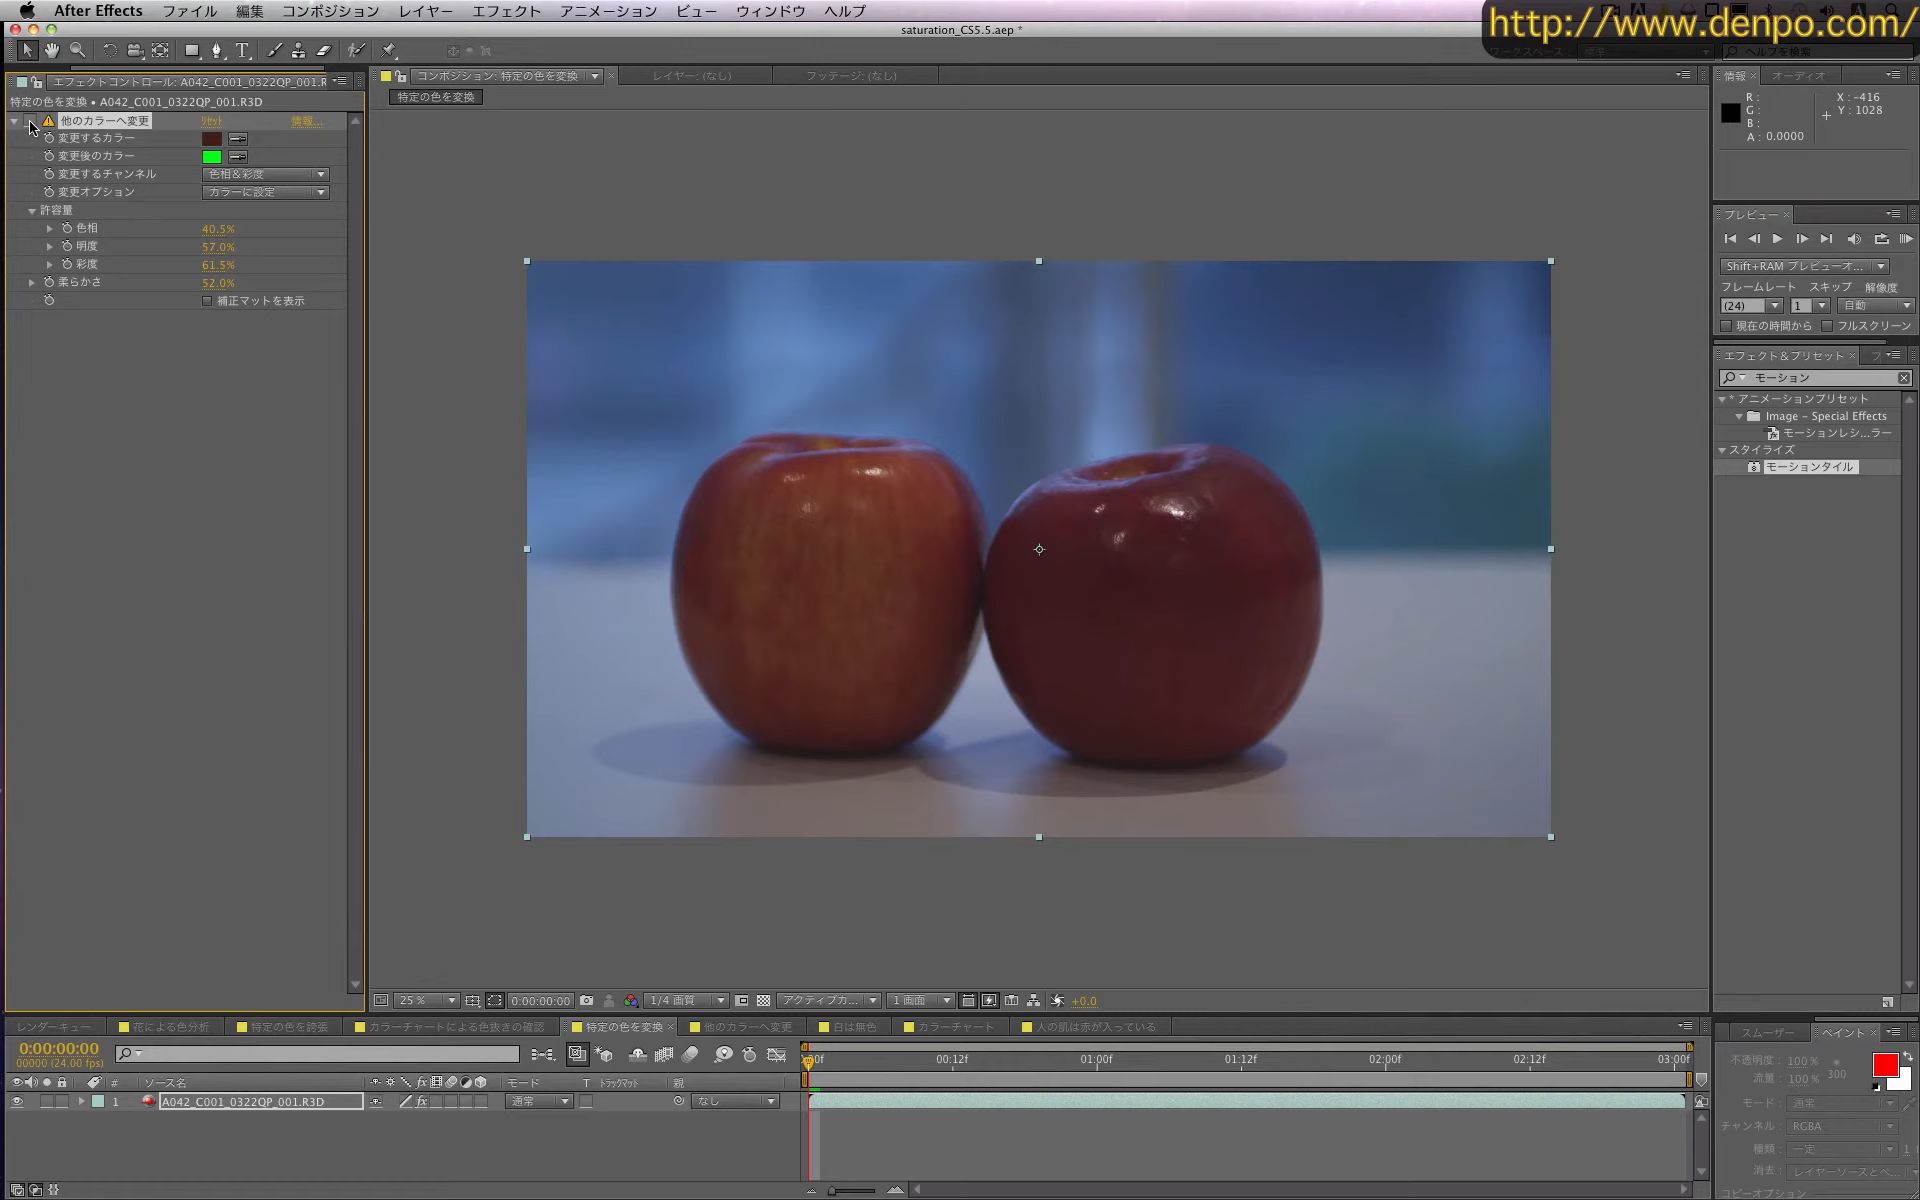 After Effects ファイル 編集 コンポジション レイヤー エフェクト アニメーション ビュー ウィンドウ ヘルプ
http://www.denpo.com/
saturation_CS5.5.aep *
ヘルプを検索
エフェクトコントロール: A042_C001_0322QP_001.R
特定の色を変換 • A042_C001_0322QP_001.R3D
他のカラーへ変更 リセット 情報...
変更するカラー
変更後のカラー
変更するチャンネル 色相&彩度
変更オプション カラーに設定
許容量
色相 40.5%
明度 57.0%
彩度 61.5%
柔らかさ 52.0%
補正マットを表示
コンポジション: 特定の色を変換 レイヤー: (なし) フッテージ: (なし)
特定の色を変換
25 % 0:00:00:00 1/4 画質 アクティブカ... 1 画面 +0.0
情報 オーディオ
R :
G :
B :
A : 0.0000
X : -416
Y : 1028
プレビュー
Shift+RAM プレビューオ...
フレームレート スキップ 解像度
(24) 1 自動
現在の時間から フルスクリーン
エフェクト&プリセット
モーション
* アニメーションプリセット
Image – Special Effects
モーションレジ...ラー
スタイライズ
モーションタイル
レンダーキュー 花による色分析 特定の色を誇張 カラーチャートによる色抜きの確認 特定の色を変換 他のカラーへ変更 白は無色 カラーチャート 人の肌は赤が入っている
0:00:00:00
00000 (24.00 fps)
00:12f 01:00f 01:12f 02:00f 02:12f 03:00f
# ソース名 モード T トラックマット 親
1 A042_C001_0322QP_001.R3D 通常 なし
スムーザー ペイント
不透明度 : 100 %
流量 : 100 % 300
モード : 通常
チャンネル : RGBA
種類 : 一定 1
消去 : レイヤーソースとペ...
コピーオプション